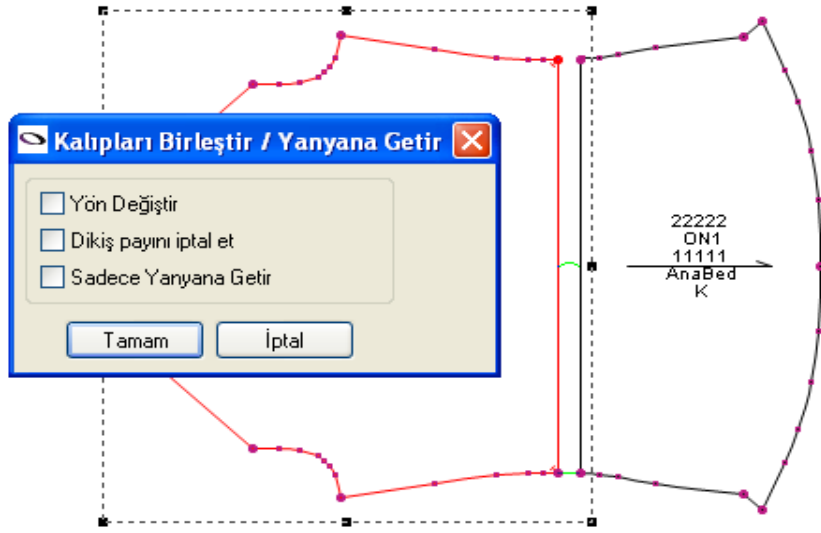 Kalıpları Birleştir / Yanyana Getir
Yön Değiştir
Dikiş payını iptal et
Sadece Yanyana Getir
Tamam
İptal
22222
ON1
11111
AnaBed
K